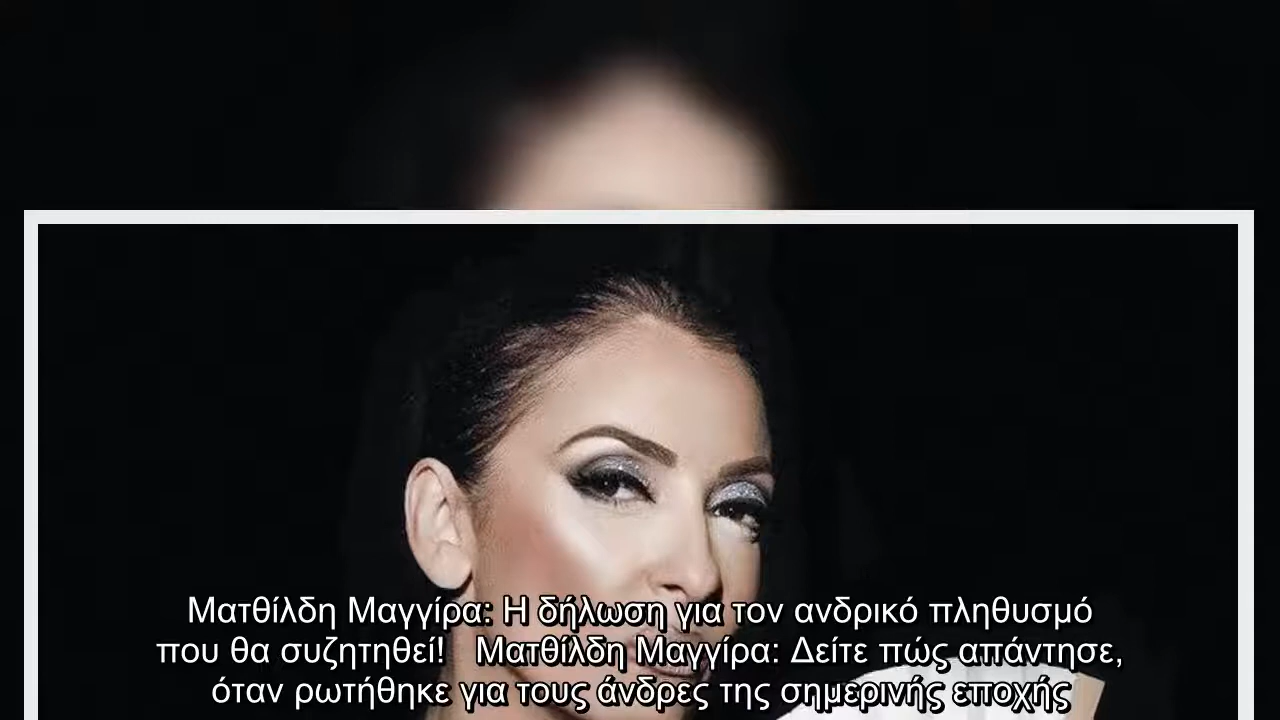 Ματθίλδη Μαγγίρα: Η δήλωση για τον ανδρικό πληθυσμό
που θα συζητηθεί! Ματθίλδη Μαγγίρα: Δείτε πώς απάντησε,
όταν ρωτήθηκε για τους άνδρες της σημερινής εποχής